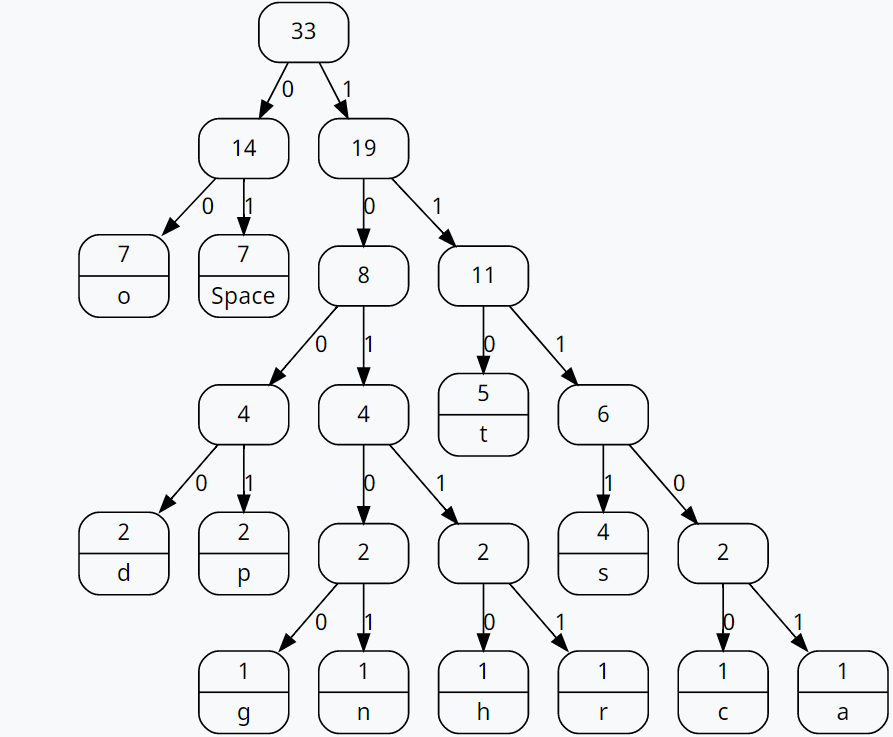 33
0 1
14 19
0 1 0 1
7 7 8 11
o Space
0 1 0 1
4 4 5 6
t
0 1 0 1 1 0
2 2 2 2 4 2
d p s
0 1 0 1 0 1
1 1 1 1 1 1
g n h r c a